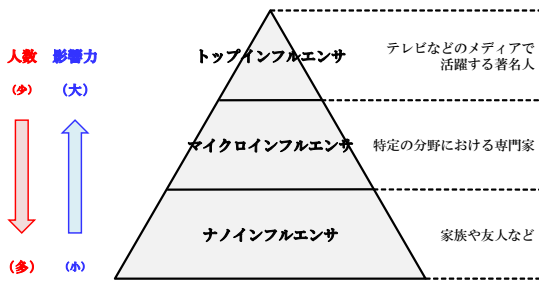 人数
影響力
(少)
(大)
トップインフルエンサ
テレビなどのメディアで
活躍する著名人
マイクロインフルエンサ
特定の分野における専門家
ナノインフルエンサ
家族や友人など
(多)
(小)